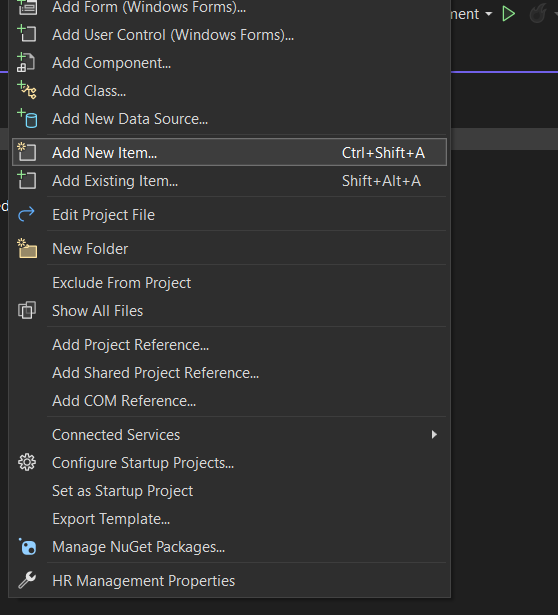 Add Form (Windows Forms)...
ment
Add User Control (Windows Forms)...
Add Component...
Add Class...
Add New Data Source...
Add New Item... Ctrl+Shift+A
Add Existing Item... Shift+Alt+A
ed
Edit Project File
New Folder
Exclude From Project
Show All Files
Add Project Reference...
Add Shared Project Reference...
Add COM Reference...
Connected Services
Configure Startup Projects...
Set as Startup Project
Export Template...
Manage NuGet Packages...
HR Management Properties